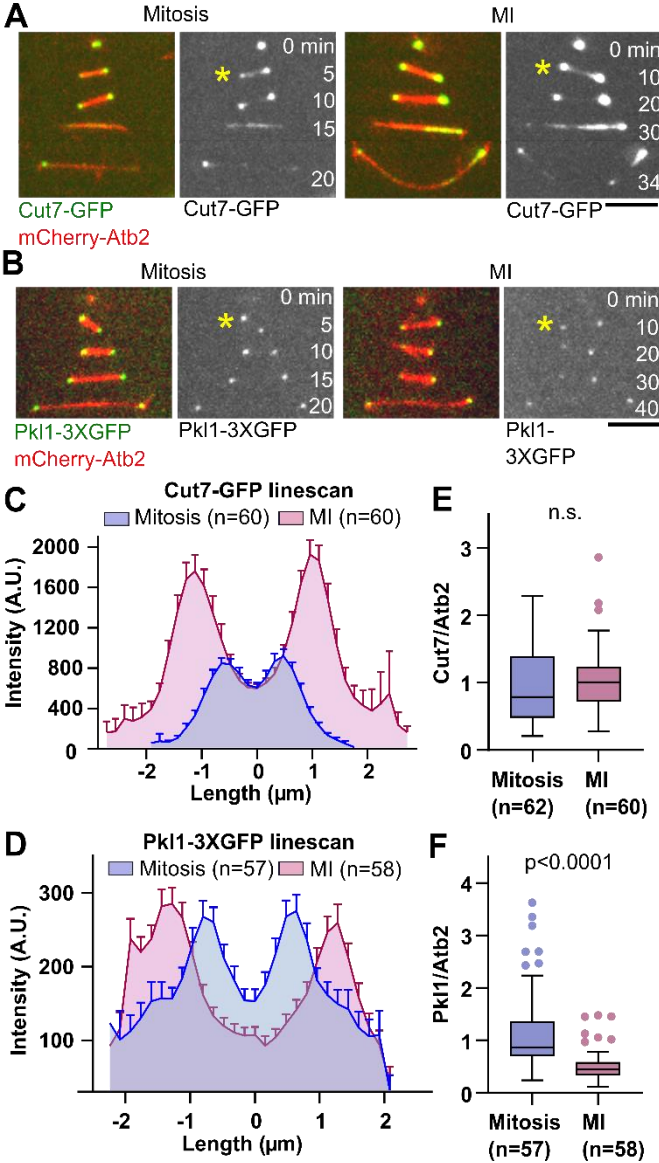 A
Mitosis
MI
*
0 min
5
10
15
20
*
0 min
10
20
30
34
Cut7-GFP
mCherry-Atb2
Cut7-GFP
Cut7-GFP
B
Mitosis
MI
*
0 min
5
10
15
20
*
0 min
10
20
30
40
Pkl1-3XGFP
mCherry-Atb2
Pkl1-3XGFP
Pkl1-
3XGFP
C
Cut7-GFP linescan
Mitosis (n=60) MI (n=60)
Intensity (A.U.)
2000
1600
1200
800
400
0
-2 -1 0 1 2
Length (µm)
E
n.s.
Cut7/Atb2
3
2
1
0
Mitosis MI
(n=62) (n=60)
D
Pkl1-3XGFP linescan
Mitosis (n=57) MI (n=58)
Intensity (A.U.)
300
200
100
-2 -1 0 1 2
Length (µm)
F
p<0.0001
Pkl1/Atb2
4
3
2
1
0
Mitosis MI
(n=57) (n=58)